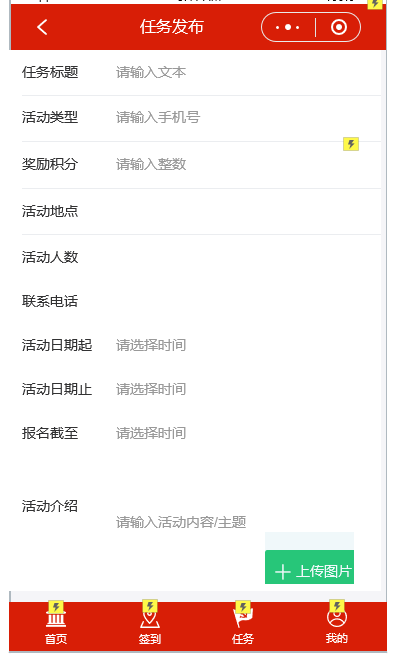 任务发布
任务标题 请输入文本
活动类型 请输入手机号
奖励积分 请输入整数
活动地点
活动人数
联系电话
活动日期起 请选择时间
活动日期止 请选择时间
报名截至 请选择时间
活动介绍
请输入活动内容/主题
上传图片
首页 签到 任务 我的